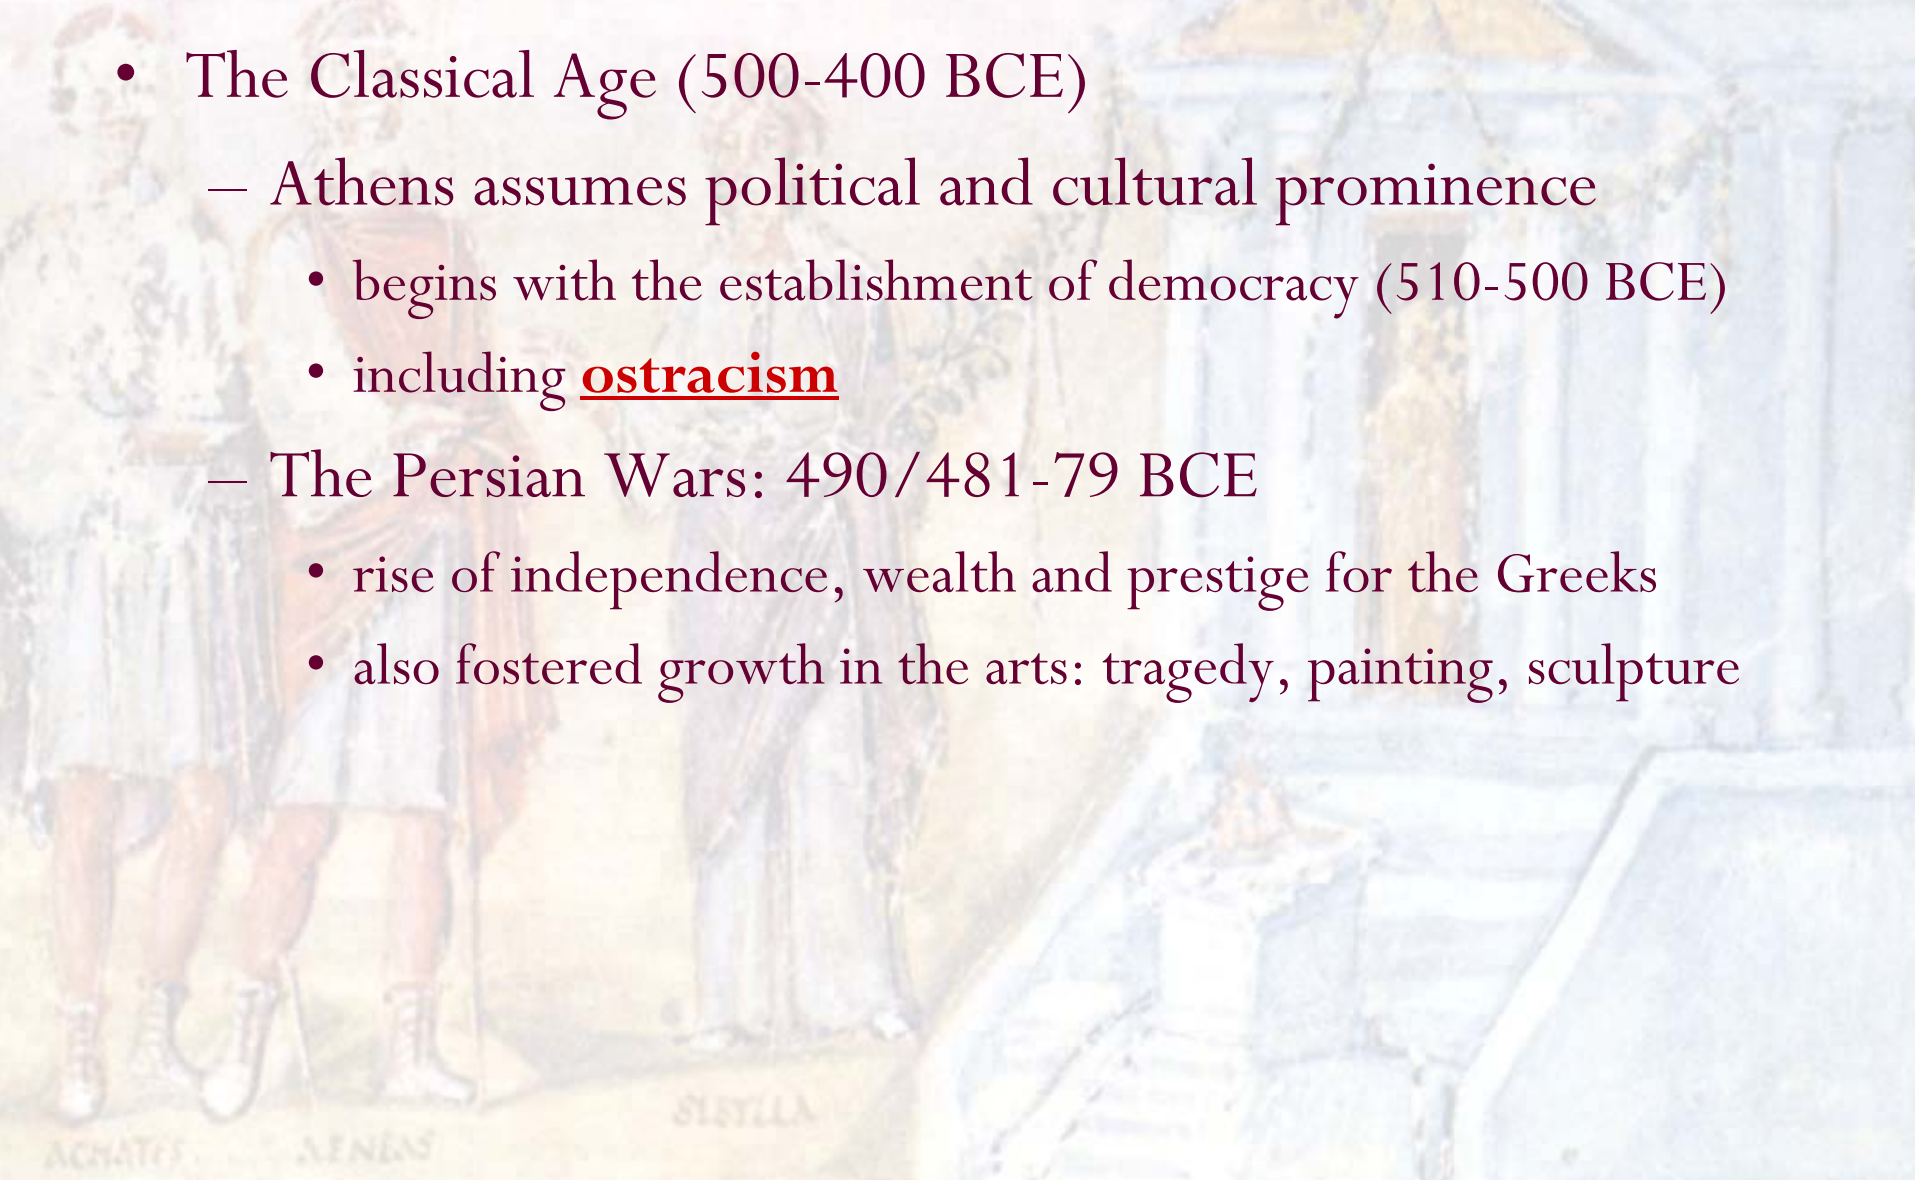 • The Classical Age (500-400 BCE)
– Athens assumes political and cultural prominence
• begins with the establishment of democracy (510-500 BCE)
• including ostracism
– The Persian Wars: 490/481-79 BCE
• rise of independence, wealth and prestige for the Greeks
• also fostered growth in the arts: tragedy, painting, sculpture